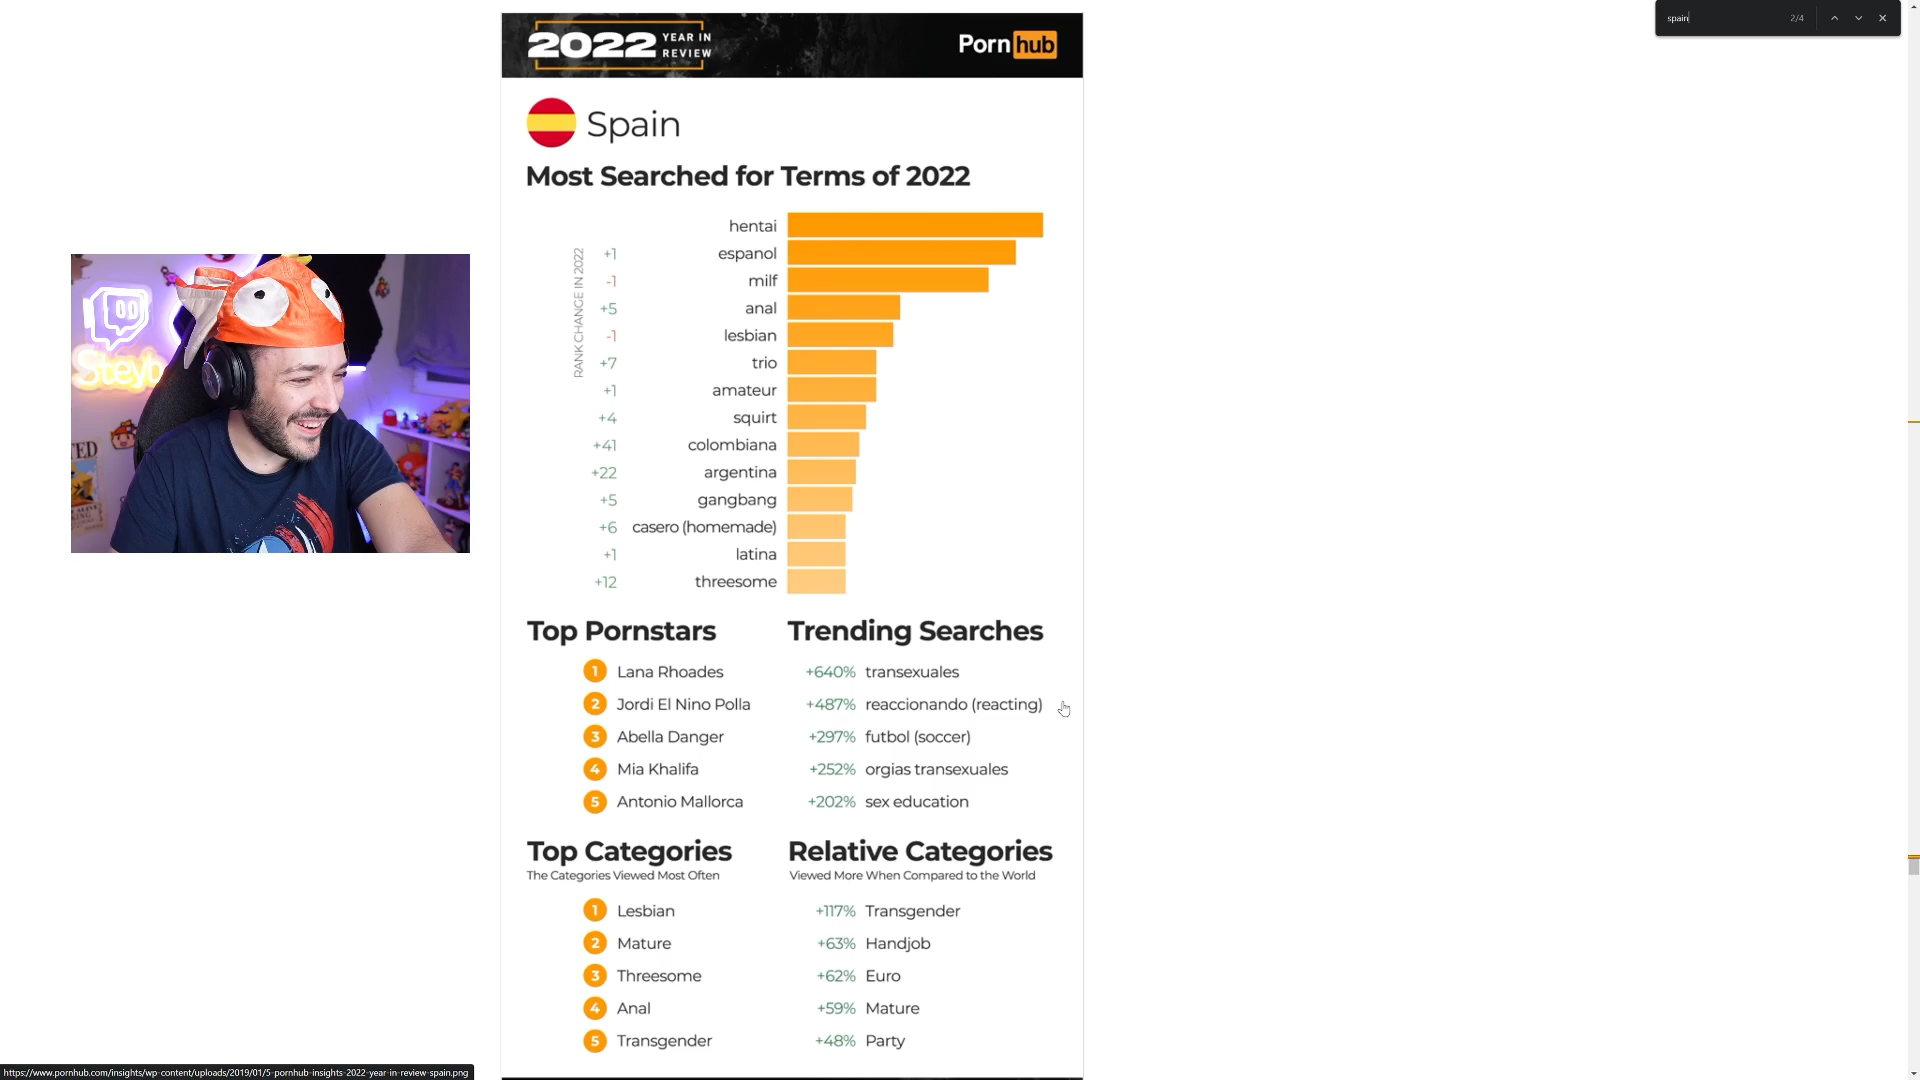 spain
2/4
2022 YEAR IN REVIEW
Pornhub
Spain
Most Searched for Terms of 2022
RANK CHANGE IN 2022
hentai
+1 espanol
-1 milf
+5 anal
-1 lesbian
+7 trio
+1 amateur
+4 squirt
+41 colombiana
+22 argentina
+5 gangbang
+6 casero (homemade)
+1 latina
+12 threesome
Top Pornstars
1 Lana Rhoades
2 Jordi El Nino Polla
3 Abella Danger
4 Mia Khalifa
5 Antonio Mallorca
Trending Searches
+640% transexuales
+487% reaccionando (reacting)
+297% futbol (soccer)
+252% orgias transexuales
+202% sex education
Top Categories
The Categories Viewed Most Often
1 Lesbian
2 Mature
3 Threesome
4 Anal
5 Transgender
Relative Categories
Viewed More When Compared to the World
+117% Transgender
+63% Handjob
+62% Euro
+59% Mature
+48% Party
https://www.pornhub.com/insights/wp-content/uploads/2019/01/5-pornhub-insights-2022-year-in-review-spain.png